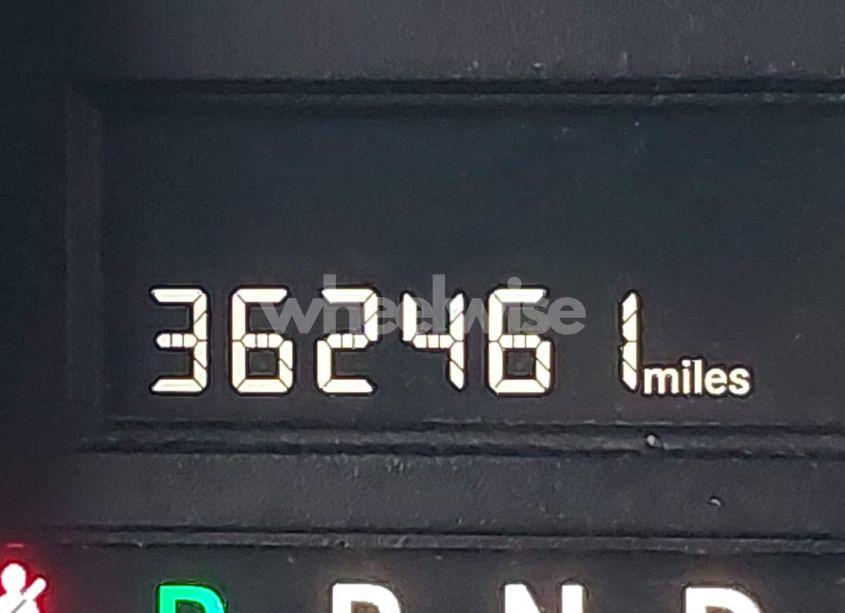 362461 miles
wheelwise
P R N D